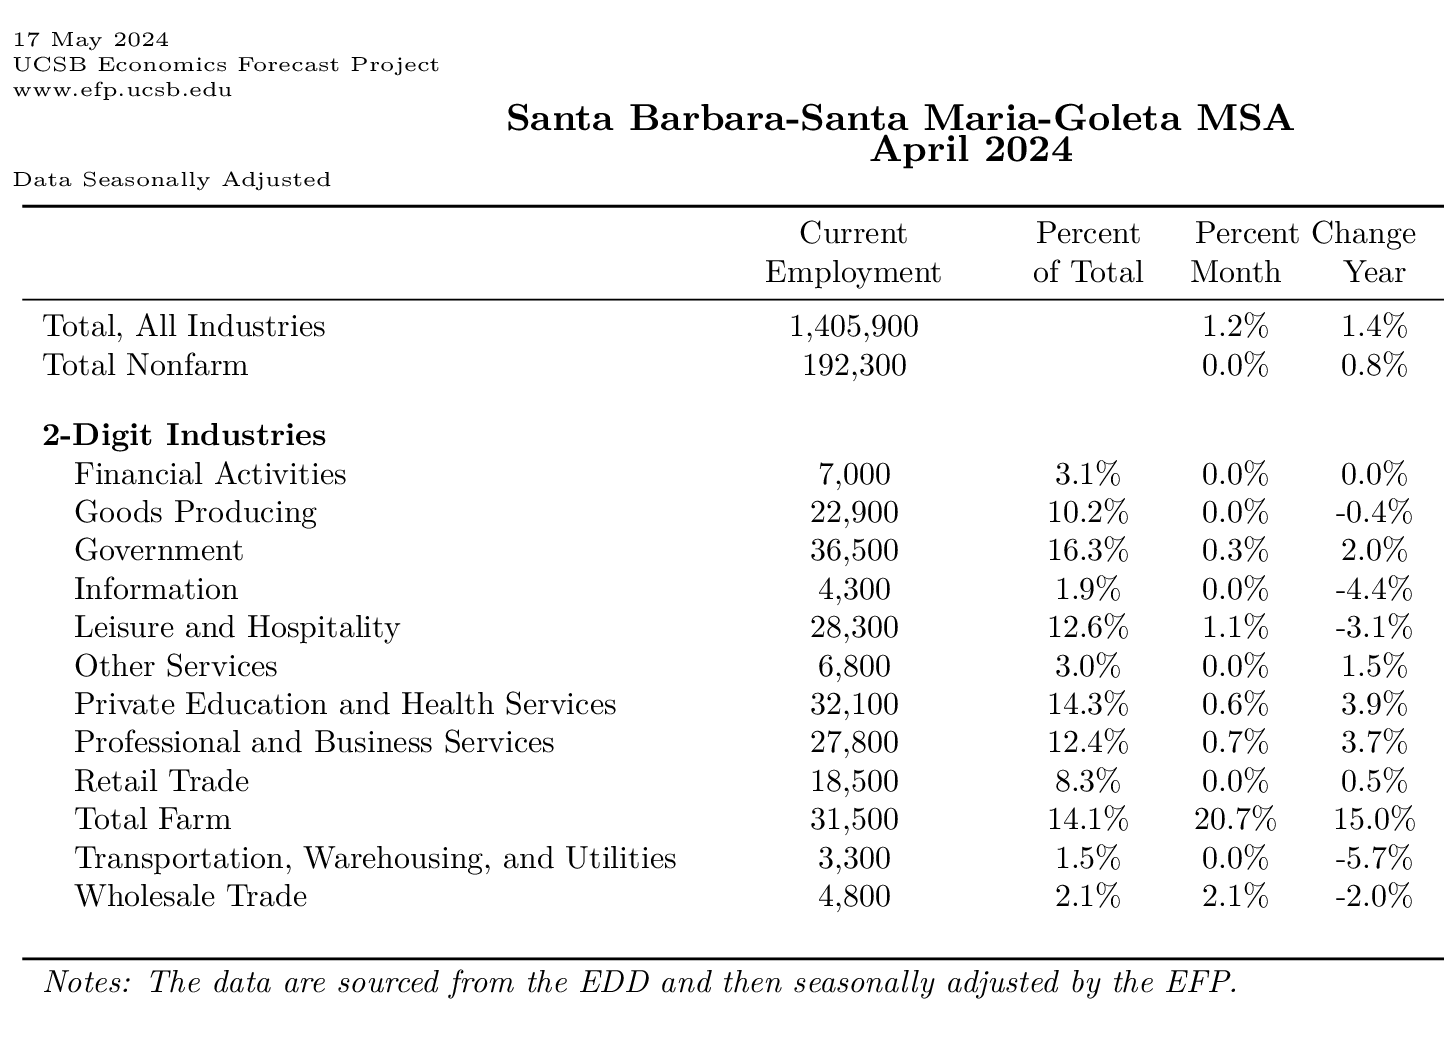 17 May 2024
UCSB Economics Forecast Project
www.efp.ucsb.edu
Santa Barbara-Santa Maria-Goleta MSA
April 2024
Data Seasonally Adjusted
Current Percent Percent Change
Employment of Total Month Year
Total, All Industries 1,405,900 1.2% 1.4%
Total Nonfarm 192,300 0.0% 0.8%
2-Digit Industries
Financial Activities 7,000 3.1% 0.0% 0.0%
Goods Producing 22,900 10.2% 0.0% -0.4%
Government 36,500 16.3% 0.3% 2.0%
Information 4,300 1.9% 0.0% -4.4%
Leisure and Hospitality 28,300 12.6% 1.1% -3.1%
Other Services 6,800 3.0% 0.0% 1.5%
Private Education and Health Services 32,100 14.3% 0.6% 3.9%
Professional and Business Services 27,800 12.4% 0.7% 3.7%
Retail Trade 18,500 8.3% 0.0% 0.5%
Total Farm 31,500 14.1% 20.7% 15.0%
Transportation, Warehousing, and Utilities 3,300 1.5% 0.0% -5.7%
Wholesale Trade 4,800 2.1% 2.1% -2.0%
Notes: The data are sourced from the EDD and then seasonally adjusted by the EFP.